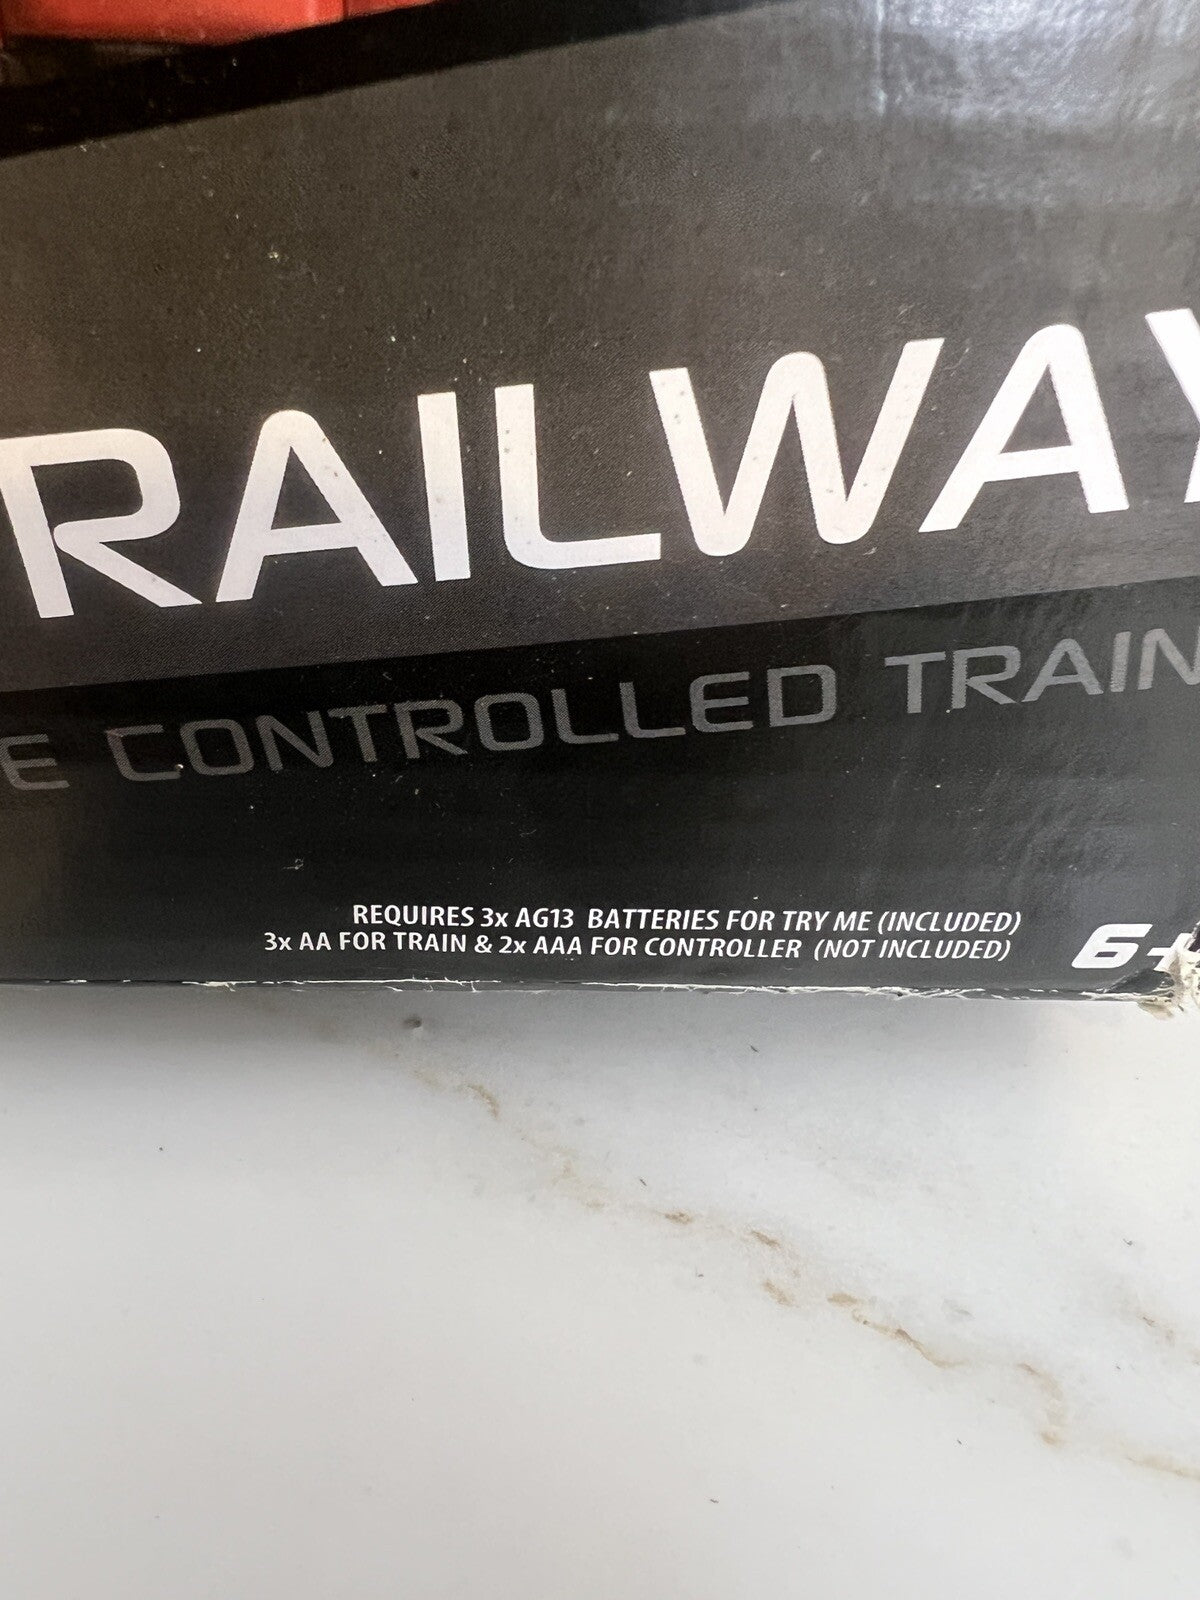 RAILWAY
E CONTROLLED TRAIN
REQUIRES 3x AG13 BATTERIES FOR TRY ME (INCLUDED)
3x AA FOR TRAIN & 2x AAA FOR CONTROLLER (NOT INCLUDED)
6+